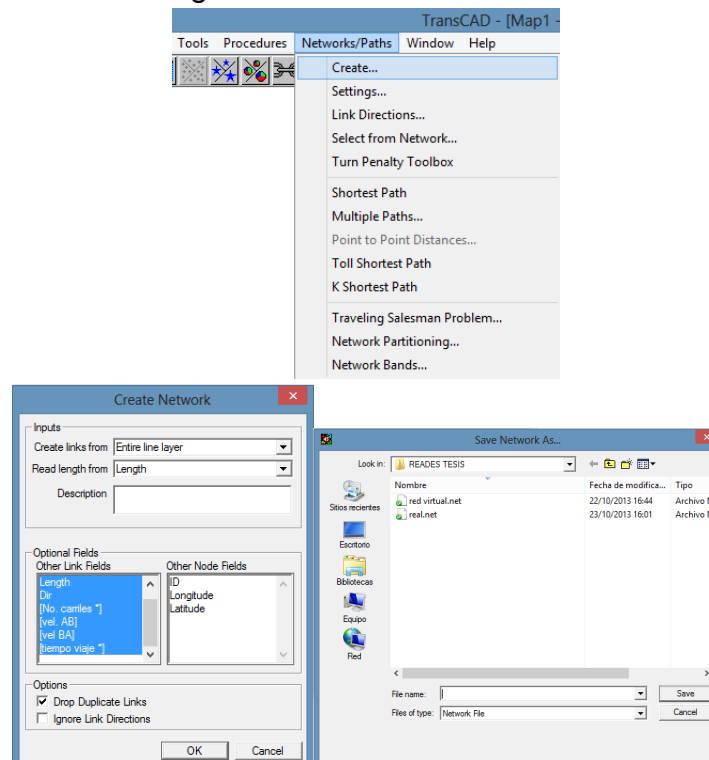 TransCAD - [Map1 -
Tools Procedures Networks/Paths Window Help
Create...
Settings...
Link Directions...
Select from Network...
Turn Penalty Toolbox
Shortest Path
Multiple Paths...
Point to Point Distances...
Toll Shortest Path
K Shortest Path
Traveling Salesman Problem...
Network Partitioning...
Network Bands...
Create Network
Inputs
Create links from Entire line layer
Read length from Length
Description
Optional Fields
Other Link Fields Other Node Fields
Length ID
Dir Longitude
[No. carriles *] Latitude
[vel. AB]
[vel BA]
[tiempo viaje *]
Options
Drop Duplicate Links
Ignore Link Directions
OK Cancel
Save Network As...
Look in: READES TESIS
Nombre Fecha de modifica... Tipo
red virtual.net 22/10/2013 16:44 Archivo
real.net 23/10/2013 16:01 Archivo
Sitios recientes
Escritorio
Bibliotecas
Equipo
Red
File name: Save
Files of type: Network File Cancel